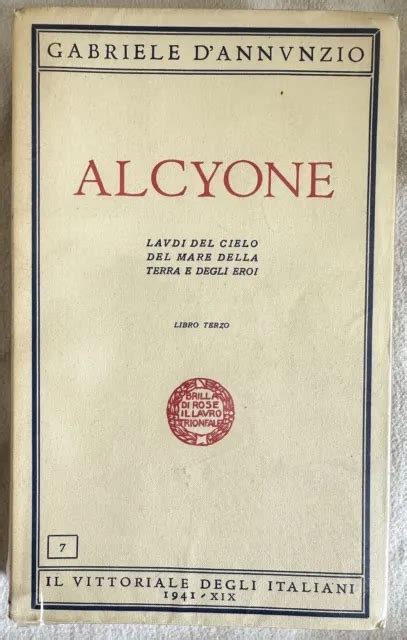 GABRIELE D'ANNVNZIO
ALCYONE
LAVDI DEL CIELO
DEL MARE DELLA
TERRA E DEGLI EROI
LIBRO TERZO
BRILLA
DI ROSE
IL LAVRO
TRIONFALE
7
IL VITTORIALE DEGLI ITALIANI
1941-XIX